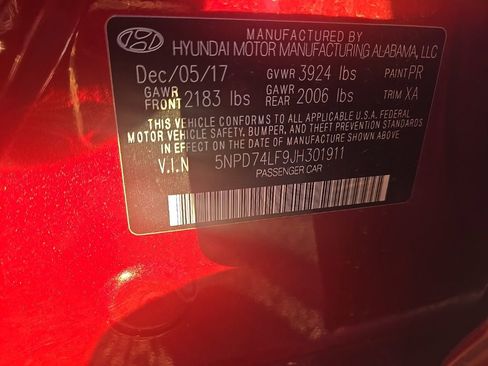 MANUFACTURED BY
HYUNDAI MOTOR MANUFACTURING ALABAMA, LLC
Dec/05/17 GVWR 3924 lbs PAINT PR
GAWR FRONT 2183 lbs GAWR REAR 2006 lbs TRIM XA
THIS VEHICLE CONFORMS TO ALL APPLICABLE U.S.A. FEDERAL
MOTOR VEHICLE SAFETY, BUMPER, AND THEFT PREVENTION STANDARDS
IN EFFECT ON THE DATE OF MANUFACTURE SHOWN ABOVE
V.I.N 5NPD74LF9JH301911
PASSENGER CAR